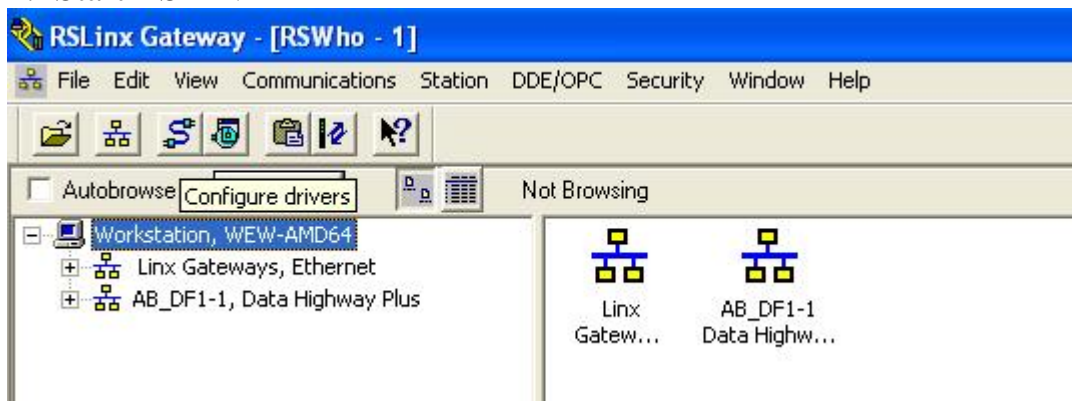 RSLinx Gateway - [RSWho - 1]
File Edit View Communications Station DDE/OPC Security Window Help
Autobrowse Configure drivers Not Browsing
Workstation, WEW-AMD64
Linx Gateways, Ethernet
AB_DF1-1, Data Highway Plus
Linx
Gatew...
AB_DF1-1
Data Highw...